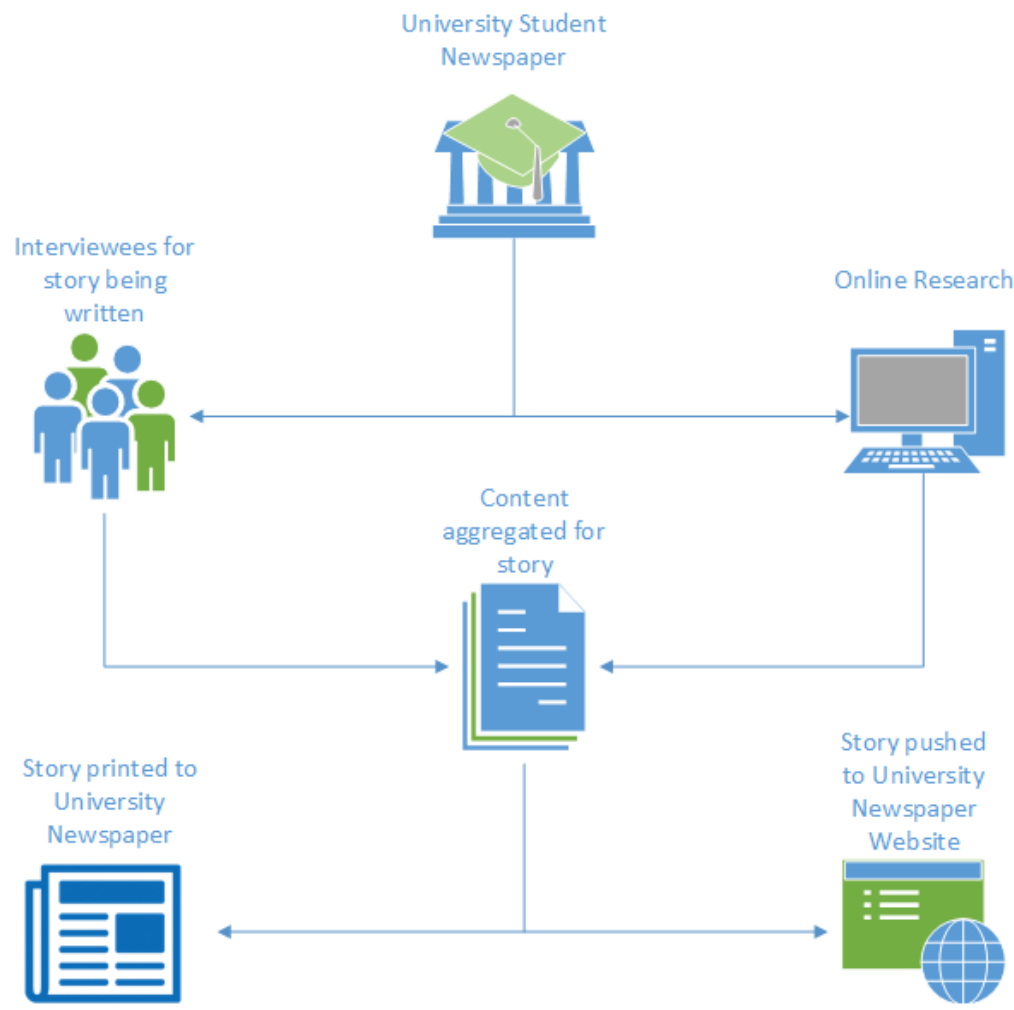 University Student
Newspaper
Interviewees for
story being
written
Online Research
Content
aggregated for
story
Story printed to
University
Newspaper
Story pushed
to University
Newspaper
Website